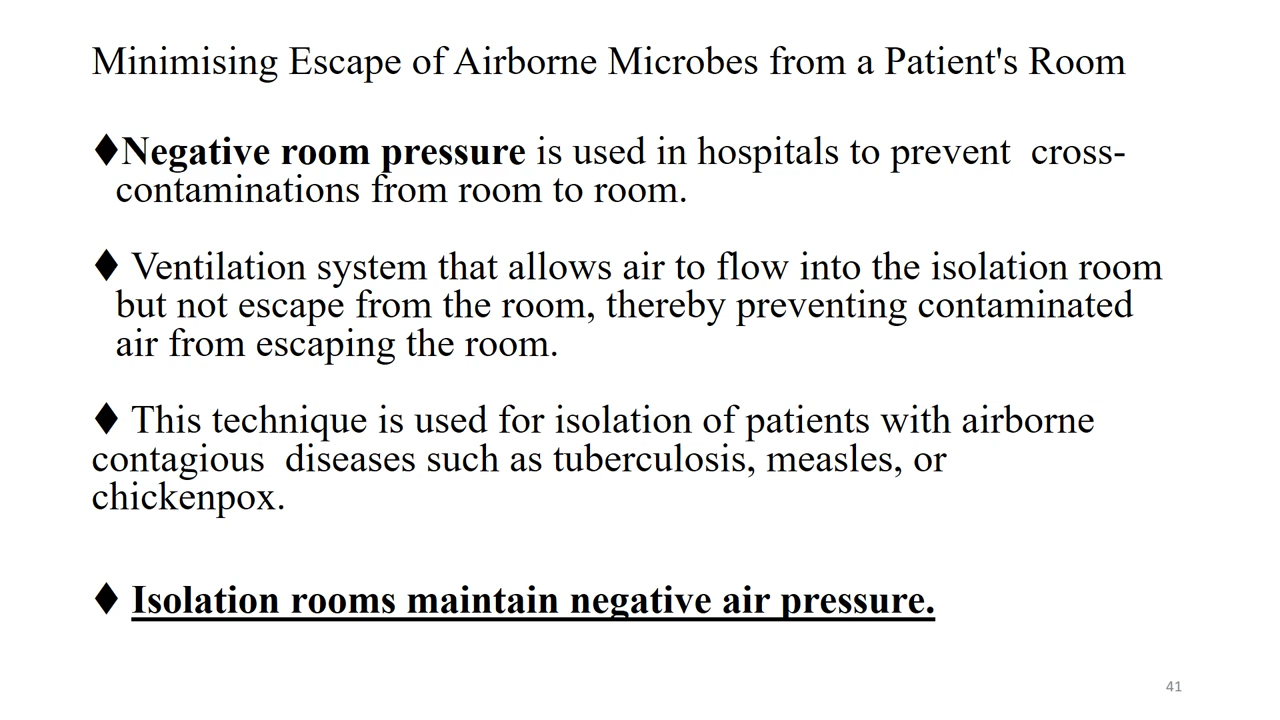 Minimising Escape of Airborne Microbes from a Patient's Room
♦Negative room pressure is used in hospitals to prevent  cross-
contaminations from room to room.
♦ Ventilation system that allows air to flow into the isolation room
but not escape from the room, thereby preventing contaminated
air from escaping the room.
♦ This technique is used for isolation of patients with airborne
contagious  diseases such as tuberculosis, measles, or
chickenpox.
♦ Isolation rooms maintain negative air pressure.
41